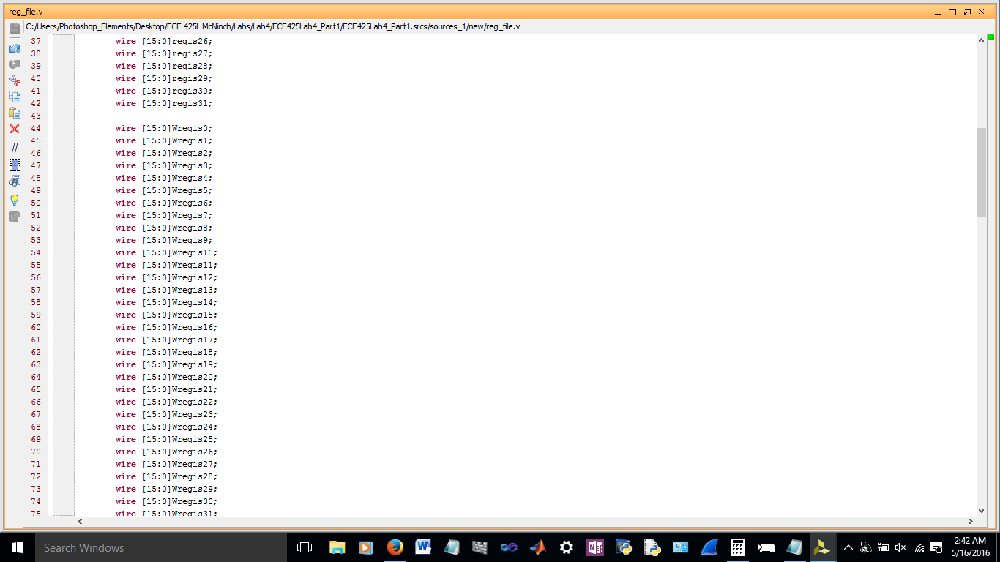 reg_file.v
C:/Users/Photoshop_Elements/Desktop/ECE 425L McNinch/Labs/Lab4/ECE425Lab4_Part1/ECE425Lab4_Part1.srcs/sources_1/new/reg_file.v
37 wire [15:0]regis26;
38 wire [15:0]regis27;
39 wire [15:0]regis28;
40 wire [15:0]regis29;
41 wire [15:0]regis30;
42 wire [15:0]regis31;
43
44 wire [15:0]Wregis0;
45 wire [15:0]Wregis1;
46 wire [15:0]Wregis2;
47 wire [15:0]Wregis3;
48 wire [15:0]Wregis4;
49 wire [15:0]Wregis5;
50 wire [15:0]Wregis6;
51 wire [15:0]Wregis7;
52 wire [15:0]Wregis8;
53 wire [15:0]Wregis9;
54 wire [15:0]Wregis10;
55 wire [15:0]Wregis11;
56 wire [15:0]Wregis12;
57 wire [15:0]Wregis13;
58 wire [15:0]Wregis14;
59 wire [15:0]Wregis15;
60 wire [15:0]Wregis16;
61 wire [15:0]Wregis17;
62 wire [15:0]Wregis18;
63 wire [15:0]Wregis19;
64 wire [15:0]Wregis20;
65 wire [15:0]Wregis21;
66 wire [15:0]Wregis22;
67 wire [15:0]Wregis23;
68 wire [15:0]Wregis24;
69 wire [15:0]Wregis25;
70 wire [15:0]Wregis26;
71 wire [15:0]Wregis27;
72 wire [15:0]Wregis28;
73 wire [15:0]Wregis29;
74 wire [15:0]Wregis30;
75 wire [15:0]Wregis31;
Search Windows
2:42 AM
5/16/2016